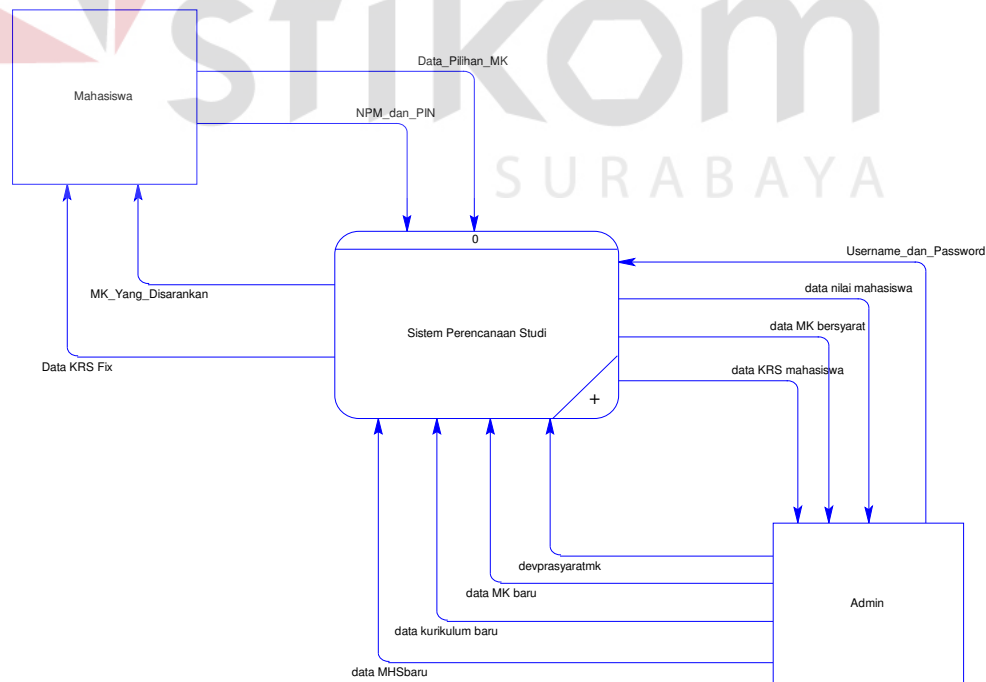 STIKOM
SURABAYA
Data_Pilihan_MK
Mahasiswa
NPM_dan_PIN
0
Username_dan_Password
MK_Yang_Disarankan
data nilai mahasiswa
data MK bersyarat
Sistem Perencanaan Studi
Data KRS Fix
data KRS mahasiswa
+
devprasyaratmk
data MK baru
Admin
data kurikulum baru
data MHSbaru